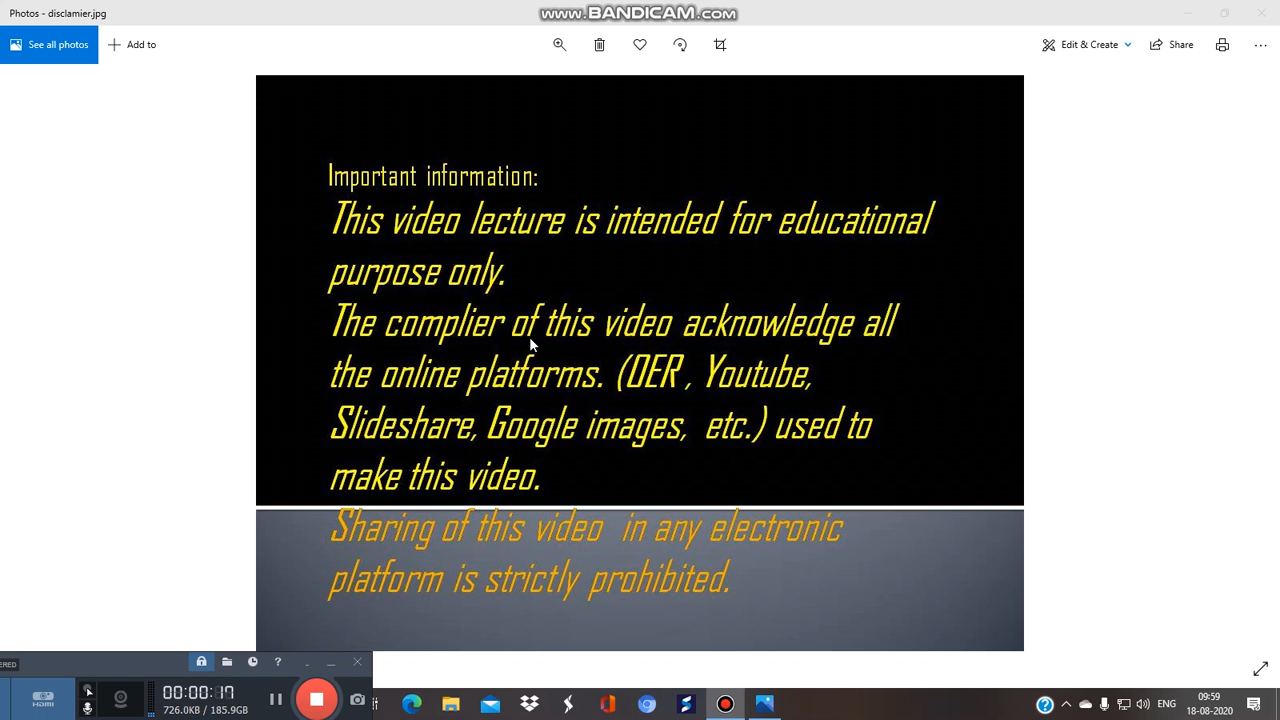 Photos - disclamier.jpg
www.BANDICAM.com
See all photos
Add to
Edit & Create
Share
Important information:
This video lecture is intended for educational
purpose only.
The complier of this video acknowledge all
the online platforms. (OER , Youtube,
Slideshare, Google images, etc.) used to
make this video.
Sharing of this video in any electronic
platform is strictly prohibited.
ERED
HDMI
726.0KB / 185.9GB
ENG
09:59
18-08-2020